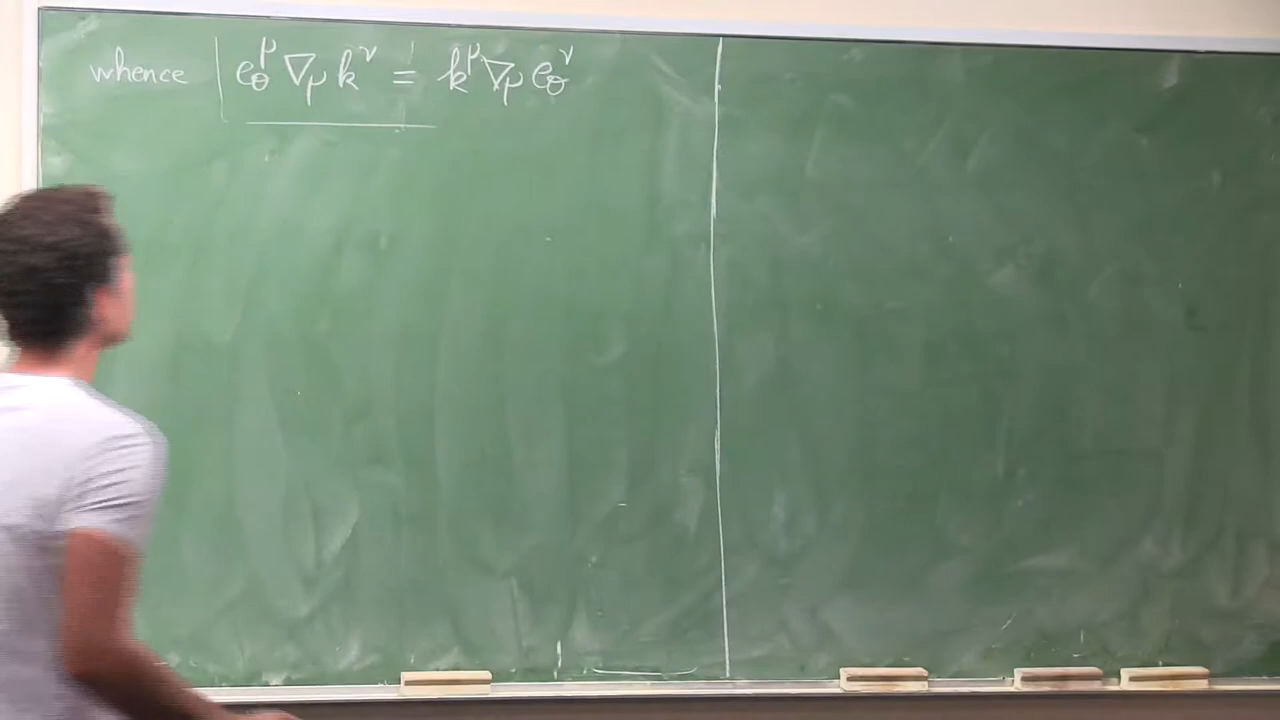 whence e_θ^μ ∇_μ k^ν = k^μ ∇_μ e_θ^ν